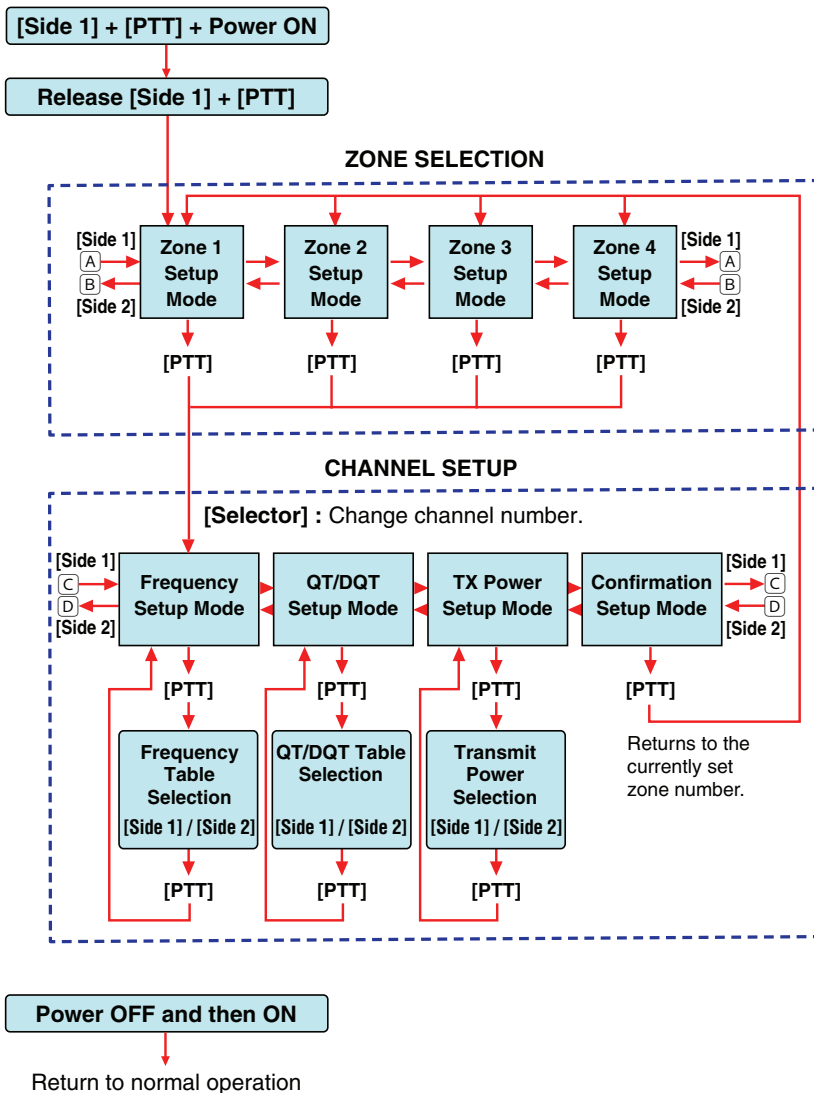 [Side 1] + [PTT] + Power ON
Release [Side 1] + [PTT]
ZONE SELECTION
[Side 1]
A
B
[Side 2]
Zone 1
Setup
Mode
Zone 2
Setup
Mode
Zone 3
Setup
Mode
Zone 4
Setup
Mode
[Side 1]
A
B
[Side 2]
[PTT]
[PTT]
[PTT]
[PTT]
CHANNEL SETUP
[Selector] : Change channel number.
[Side 1]
C
D
[Side 2]
Frequency
Setup Mode
QT/DQT
Setup Mode
TX Power
Setup Mode
Confirmation
Setup Mode
[Side 1]
C
D
[Side 2]
[PTT]
[PTT]
[PTT]
[PTT]
Frequency
Table
Selection
[Side 1] / [Side 2]
QT/DQT Table
Selection
[Side 1] / [Side 2]
Transmit
Power
Selection
[Side 1] / [Side 2]
Returns to the
currently set
zone number.
[PTT]
[PTT]
[PTT]
Power OFF and then ON
Return to normal operation